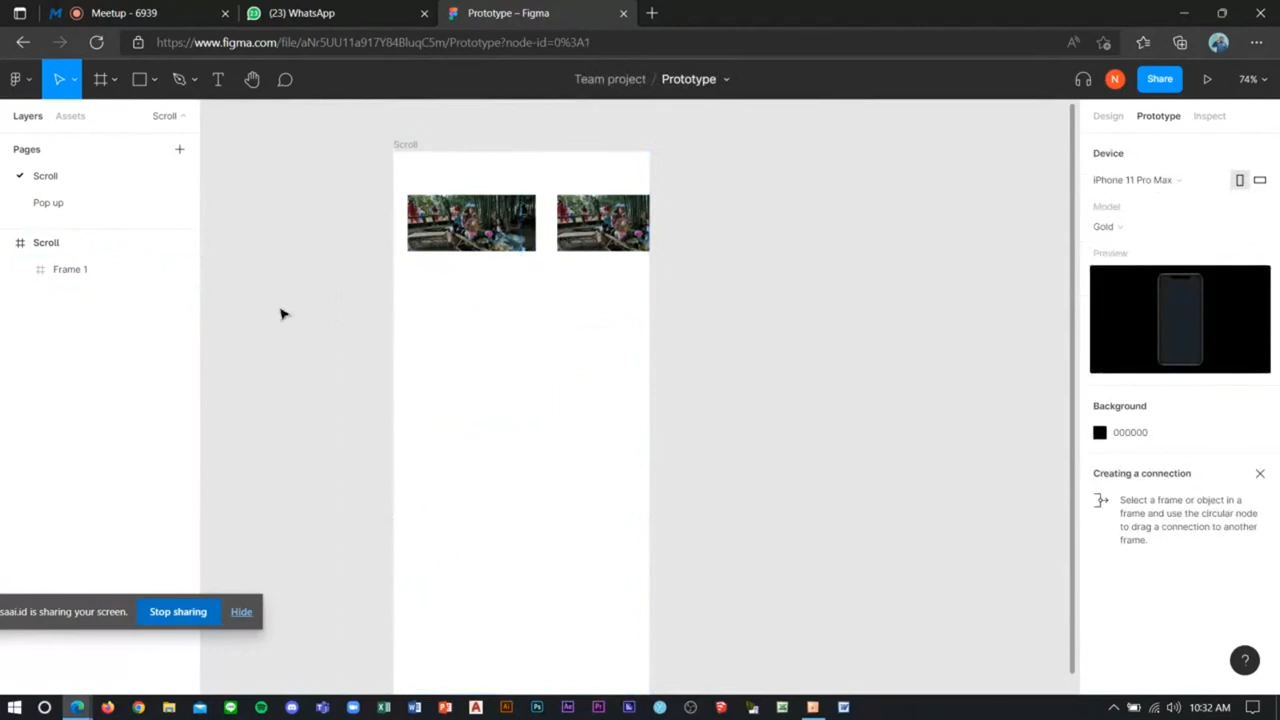 Meetup - 6939
(23) WhatsApp
Prototype – Figma
https://www.figma.com/file/aNr5UU11a917Y84BluqC5m/Prototype?node-id=0%3A1
Team project / Prototype
N
Share
74%
Layers
Assets
Scroll
Pages
Scroll
Pop up
Scroll
Frame 1
Scroll
Design
Prototype
Inspect
Device
iPhone 11 Pro Max
Model
Gold
Preview
Background
000000
Creating a connection
Select a frame or object in a
frame and use the circular node
to drag a connection to another
frame.
saai.id is sharing your screen.
Stop sharing
Hide
?
10:32 AM